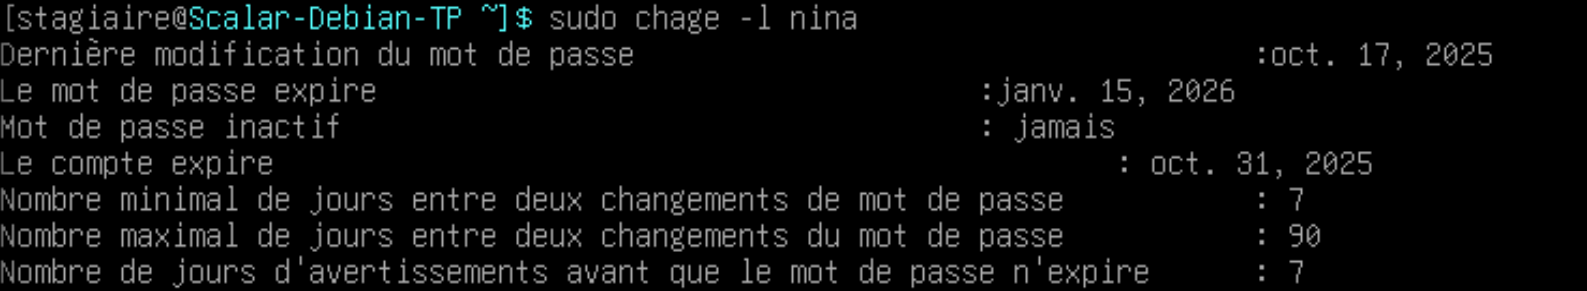 [stagiaire@Scalar-Debian-TP ~]$ sudo chage -l nina
Dernière modification du mot de passe :oct. 17, 2025
Le mot de passe expire :janv. 15, 2026
Mot de passe inactif : jamais
Le compte expire : oct. 31, 2025
Nombre minimal de jours entre deux changements de mot de passe : 7
Nombre maximal de jours entre deux changements du mot de passe : 90
Nombre de jours d'avertissements avant que le mot de passe n'expire : 7